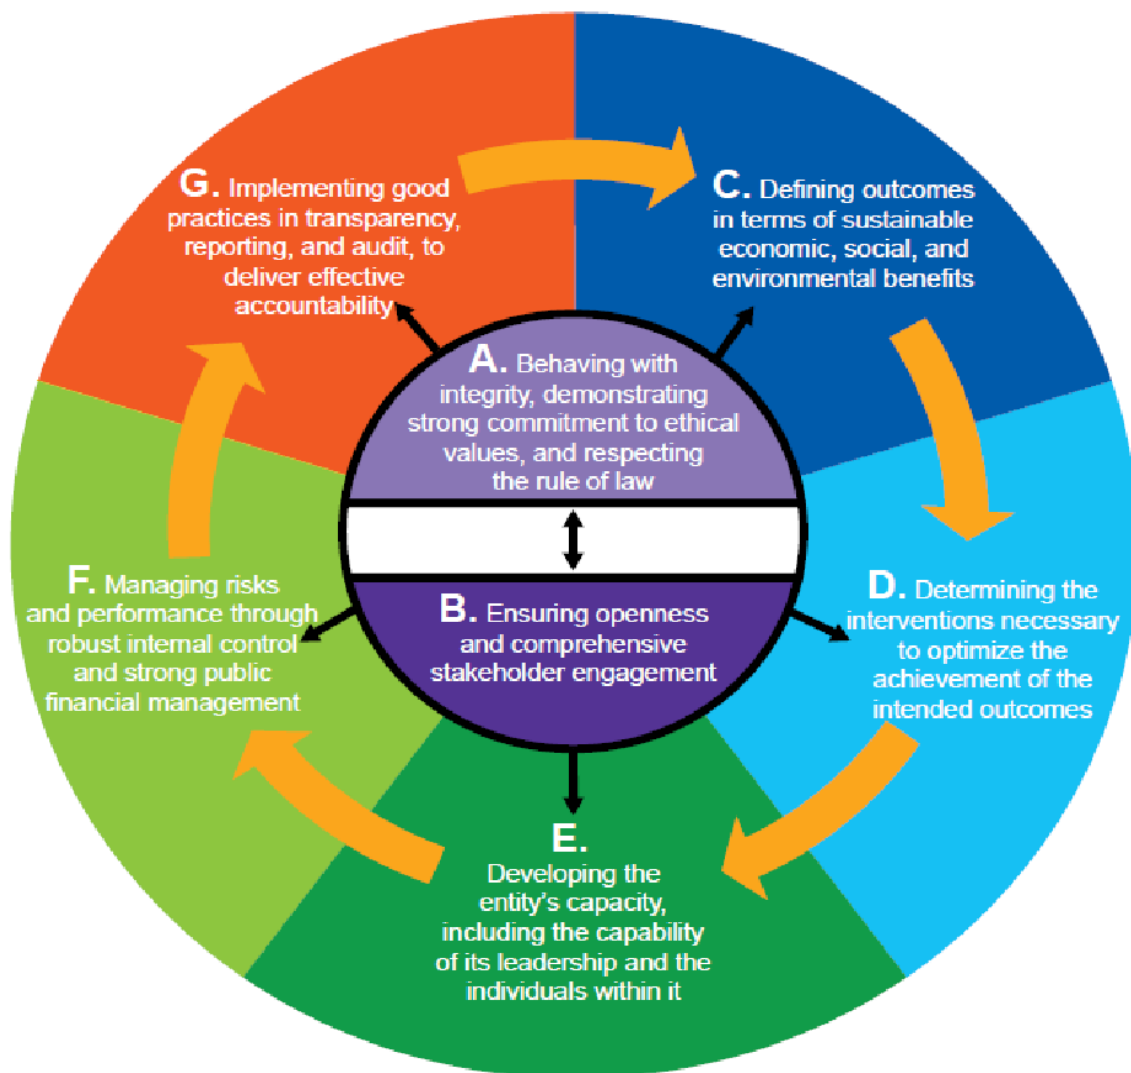 G. Implementing good
practices in transparency,
reporting, and audit, to
deliver effective
accountability
C. Defining outcomes
in terms of sustainable
economic, social, and
environmental benefits
A. Behaving with
integrity, demonstrating
strong commitment to ethical
values, and respecting
the rule of law
B. Ensuring openness
and comprehensive
stakeholder engagement
F. Managing risks
and performance through
robust internal control
and strong public
financial management
D. Determining the
interventions necessary
to optimize the
achievement of the
intended outcomes
E.
Developing the
entity's capacity,
including the capability
of its leadership and the
individuals within it